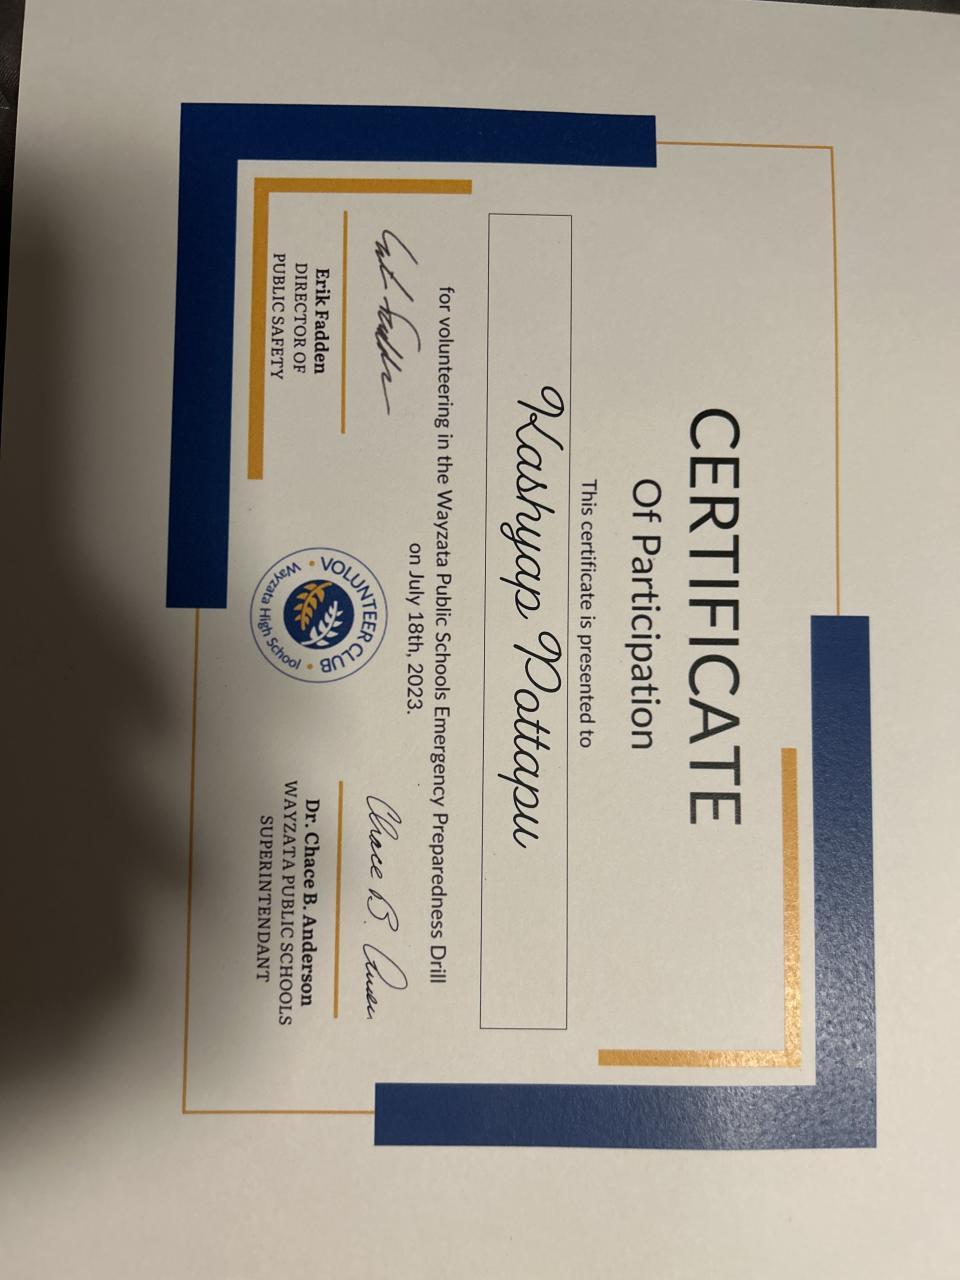 CERTIFICATE
Of Participation
This certificate is presented to
Kashyap Pottapu
for volunteering in the Wayzata Public Schools Emergency Preparedness Drill
on July 18th, 2023.
Erik Fadden
DIRECTOR OF
PUBLIC SAFETY
VOLUNTEER CLUB
Wayzata High School
Chace B.
Dr. Chace B. Anderson
WAYZATA PUBLIC SCHOOLS
SUPERINTENDANT